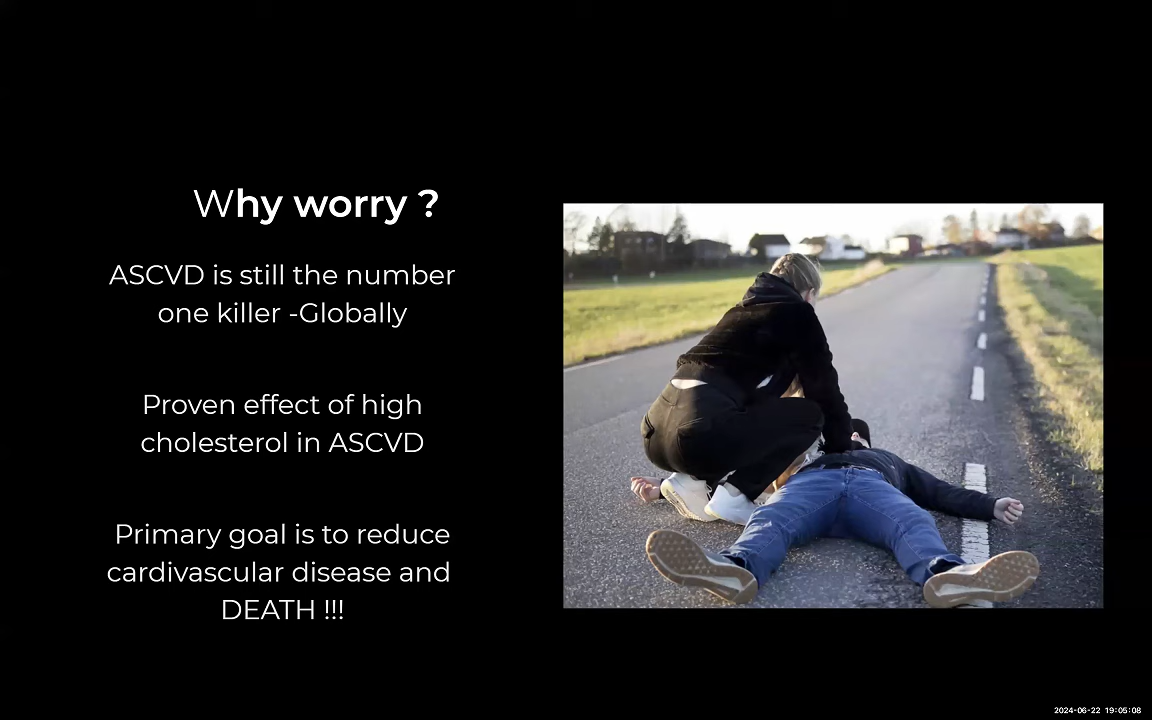 Why worry ?
ASCVD is still the number
one killer -Globally
Proven effect of high
cholesterol in ASCVD
Primary goal is to reduce
cardivascular disease and
DEATH !!!
2024-06-22 19:05:08